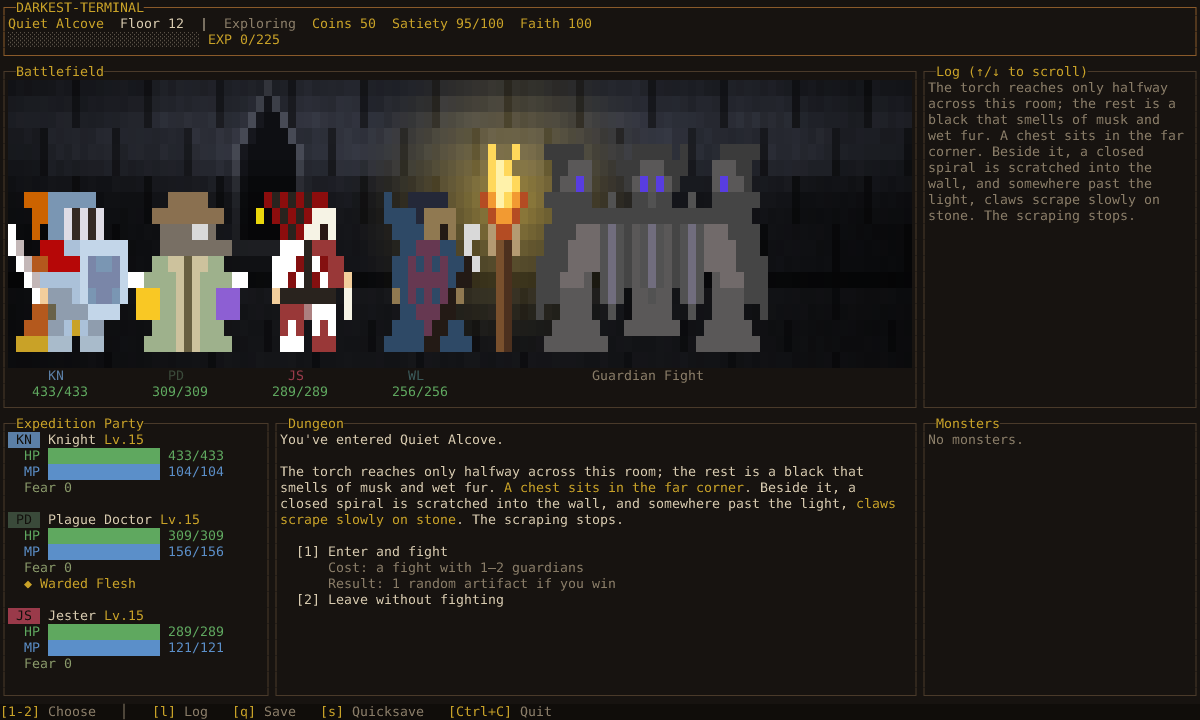 DARKEST-TERMINAL
Quiet Alcove  Floor 12  |  Exploring  Coins 50  Satiety 95/100  Faith 100
EXP 0/225
Battlefield
KN PD JS WL Guardian Fight
433/433 309/309 289/289 256/256
Log (↑/↓ to scroll)
The torch reaches only halfway
across this room; the rest is a
black that smells of musk and
wet fur. A chest sits in the far
corner. Beside it, a closed
spiral is scratched into the
wall, and somewhere past the
light, claws scrape slowly on
stone. The scraping stops.
Expedition Party
KN Knight Lv.15
HP 433/433
MP 104/104
Fear 0
PD Plague Doctor Lv.15
HP 309/309
MP 156/156
Fear 0
◆ Warded Flesh
JS Jester Lv.15
HP 289/289
MP 121/121
Fear 0
Dungeon
You've entered Quiet Alcove.
The torch reaches only halfway across this room; the rest is a black that
smells of musk and wet fur. A chest sits in the far corner. Beside it, a
closed spiral is scratched into the wall, and somewhere past the light, claws
scrape slowly on stone. The scraping stops.
[1] Enter and fight
Cost: a fight with 1–2 guardians
Result: 1 random artifact if you win
[2] Leave without fighting
Monsters
No monsters.
[1-2] Choose │ [l] Log [q] Save [s] Quicksave [Ctrl+C] Quit